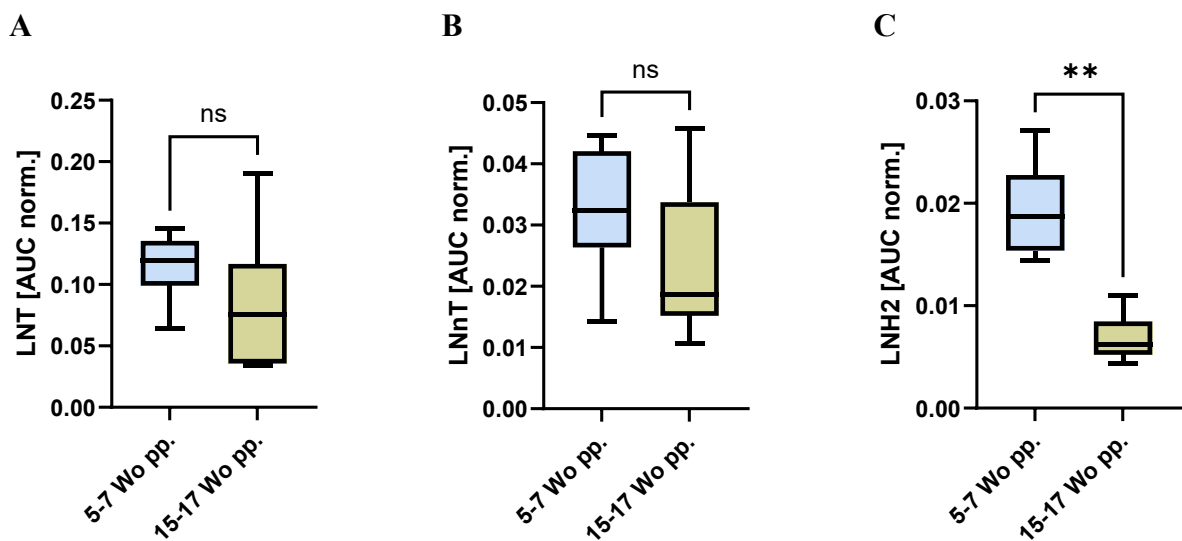 A
ns
LNT [AUC norm.]
0.25
0.20
0.15
0.10
0.05
0.00
5-7 Wo pp.
15-17 Wo pp.
B
ns
LNnT [AUC norm.]
0.05
0.04
0.03
0.02
0.01
0.00
5-7 Wo pp.
15-17 Wo pp.
C
**
LNH2 [AUC norm.]
0.03
0.02
0.01
0.00
5-7 Wo pp.
15-17 Wo pp.